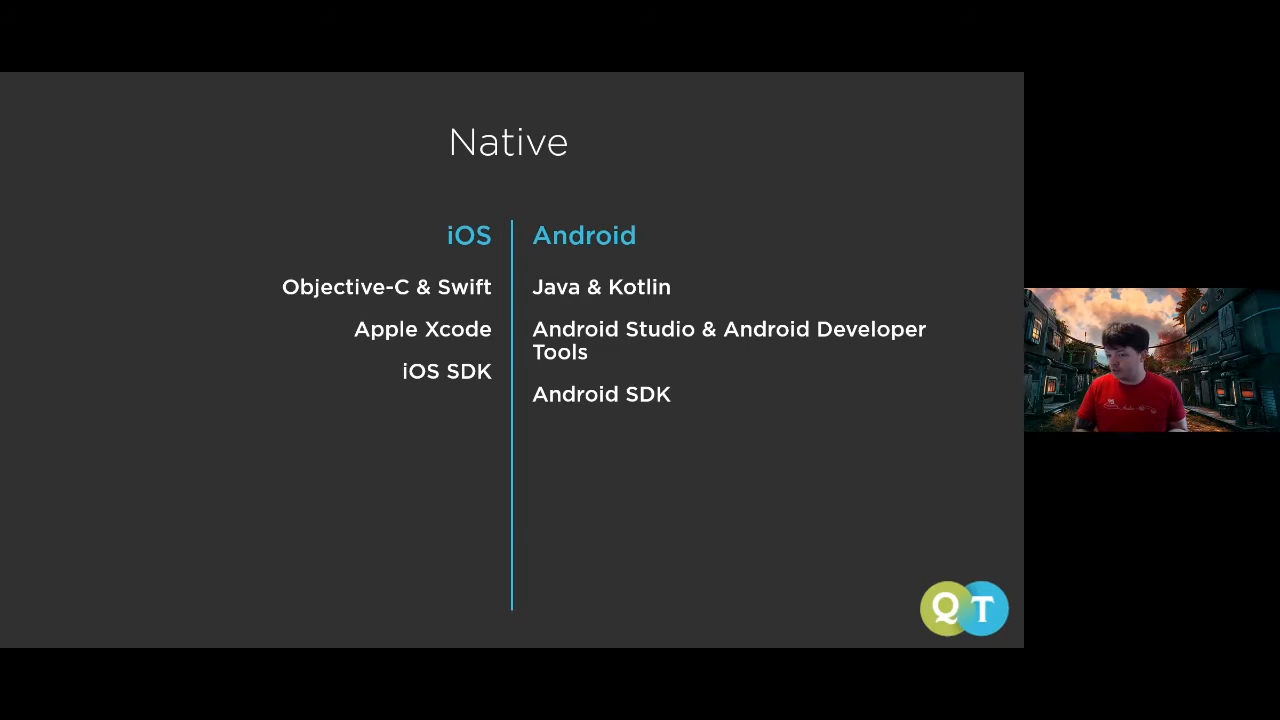 Native
iOS
Objective-C & Swift
Apple Xcode
iOS SDK
Android
Java & Kotlin
Android Studio & Android Developer
Tools
Android SDK
QT